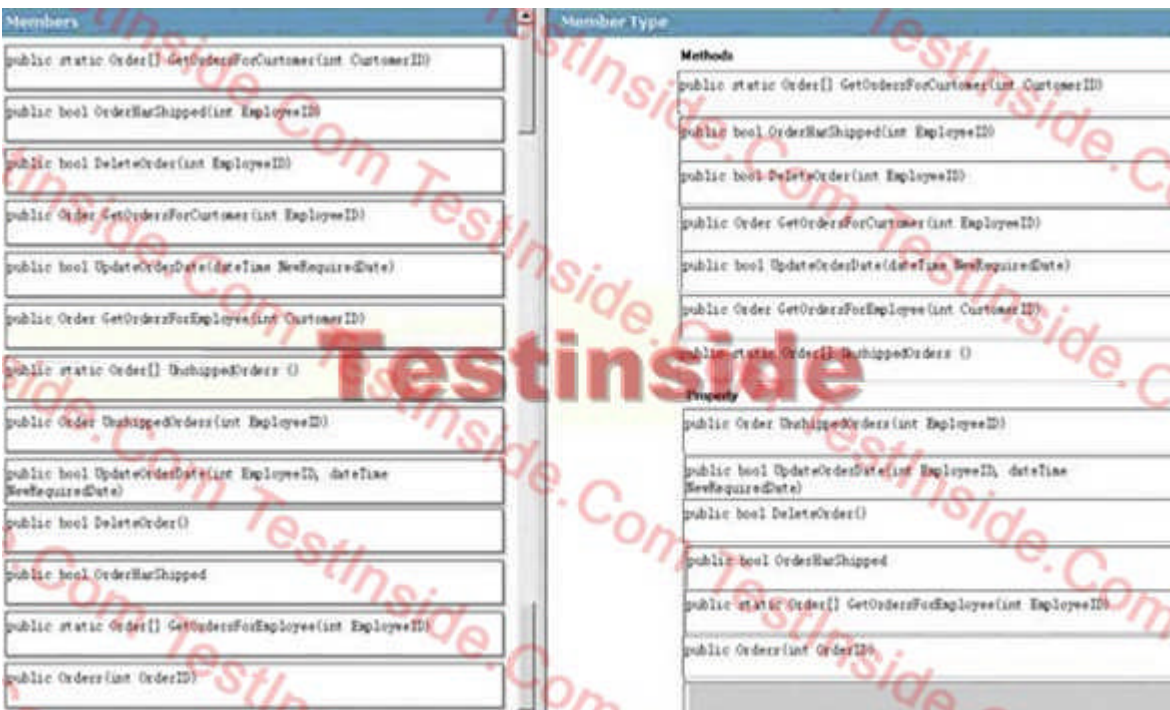 Members
public static Order[] GetOrdersForCustomer(int CustomerID)
public bool OrderHasShipped(int EmployeeID)
public bool DeleteOrder(int EmployeeID)
public Order GetOrdersForCustomer(int EmployeeID)
public bool UpdateOrderDate(dateTime NewRequiredDate)
public Order GetOrdersForEmployee(int CustomerID)
public static Order[] UnshippedOrders ()
public Order UnshippedOrders(int EmployeeID)
public bool UpdateOrderDate(int EmployeeID, dateTime
NewRequiredDate)
public bool DeleteOrder()
public bool OrderHasShipped
public static Order[] GetOrdersForEmployee(int EmployeeID)
public Orders(int OrderID)
Member Type
Methods
public static Order[] GetOrdersForCustomer(int CustomerID)
public bool OrderHasShipped(int EmployeeID)
public bool DeleteOrder(int EmployeeID)
public Order GetOrdersForCustomer(int EmployeeID)
public bool UpdateOrderDate(dateTime NewRequiredDate)
public Order GetOrdersForEmployee(int CustomerID)
public static Order[] UnshippedOrders ()
Property
public Order UnshippedOrders(int EmployeeID)
public bool UpdateOrderDate(int EmployeeID, dateTime
NewRequiredDate)
public bool DeleteOrder()
public bool OrderHasShipped
public static Order[] GetOrdersForEmployee(int EmployeeID)
public Orders(int OrderID)
Testinside
TestInside.Com TestInside.Com